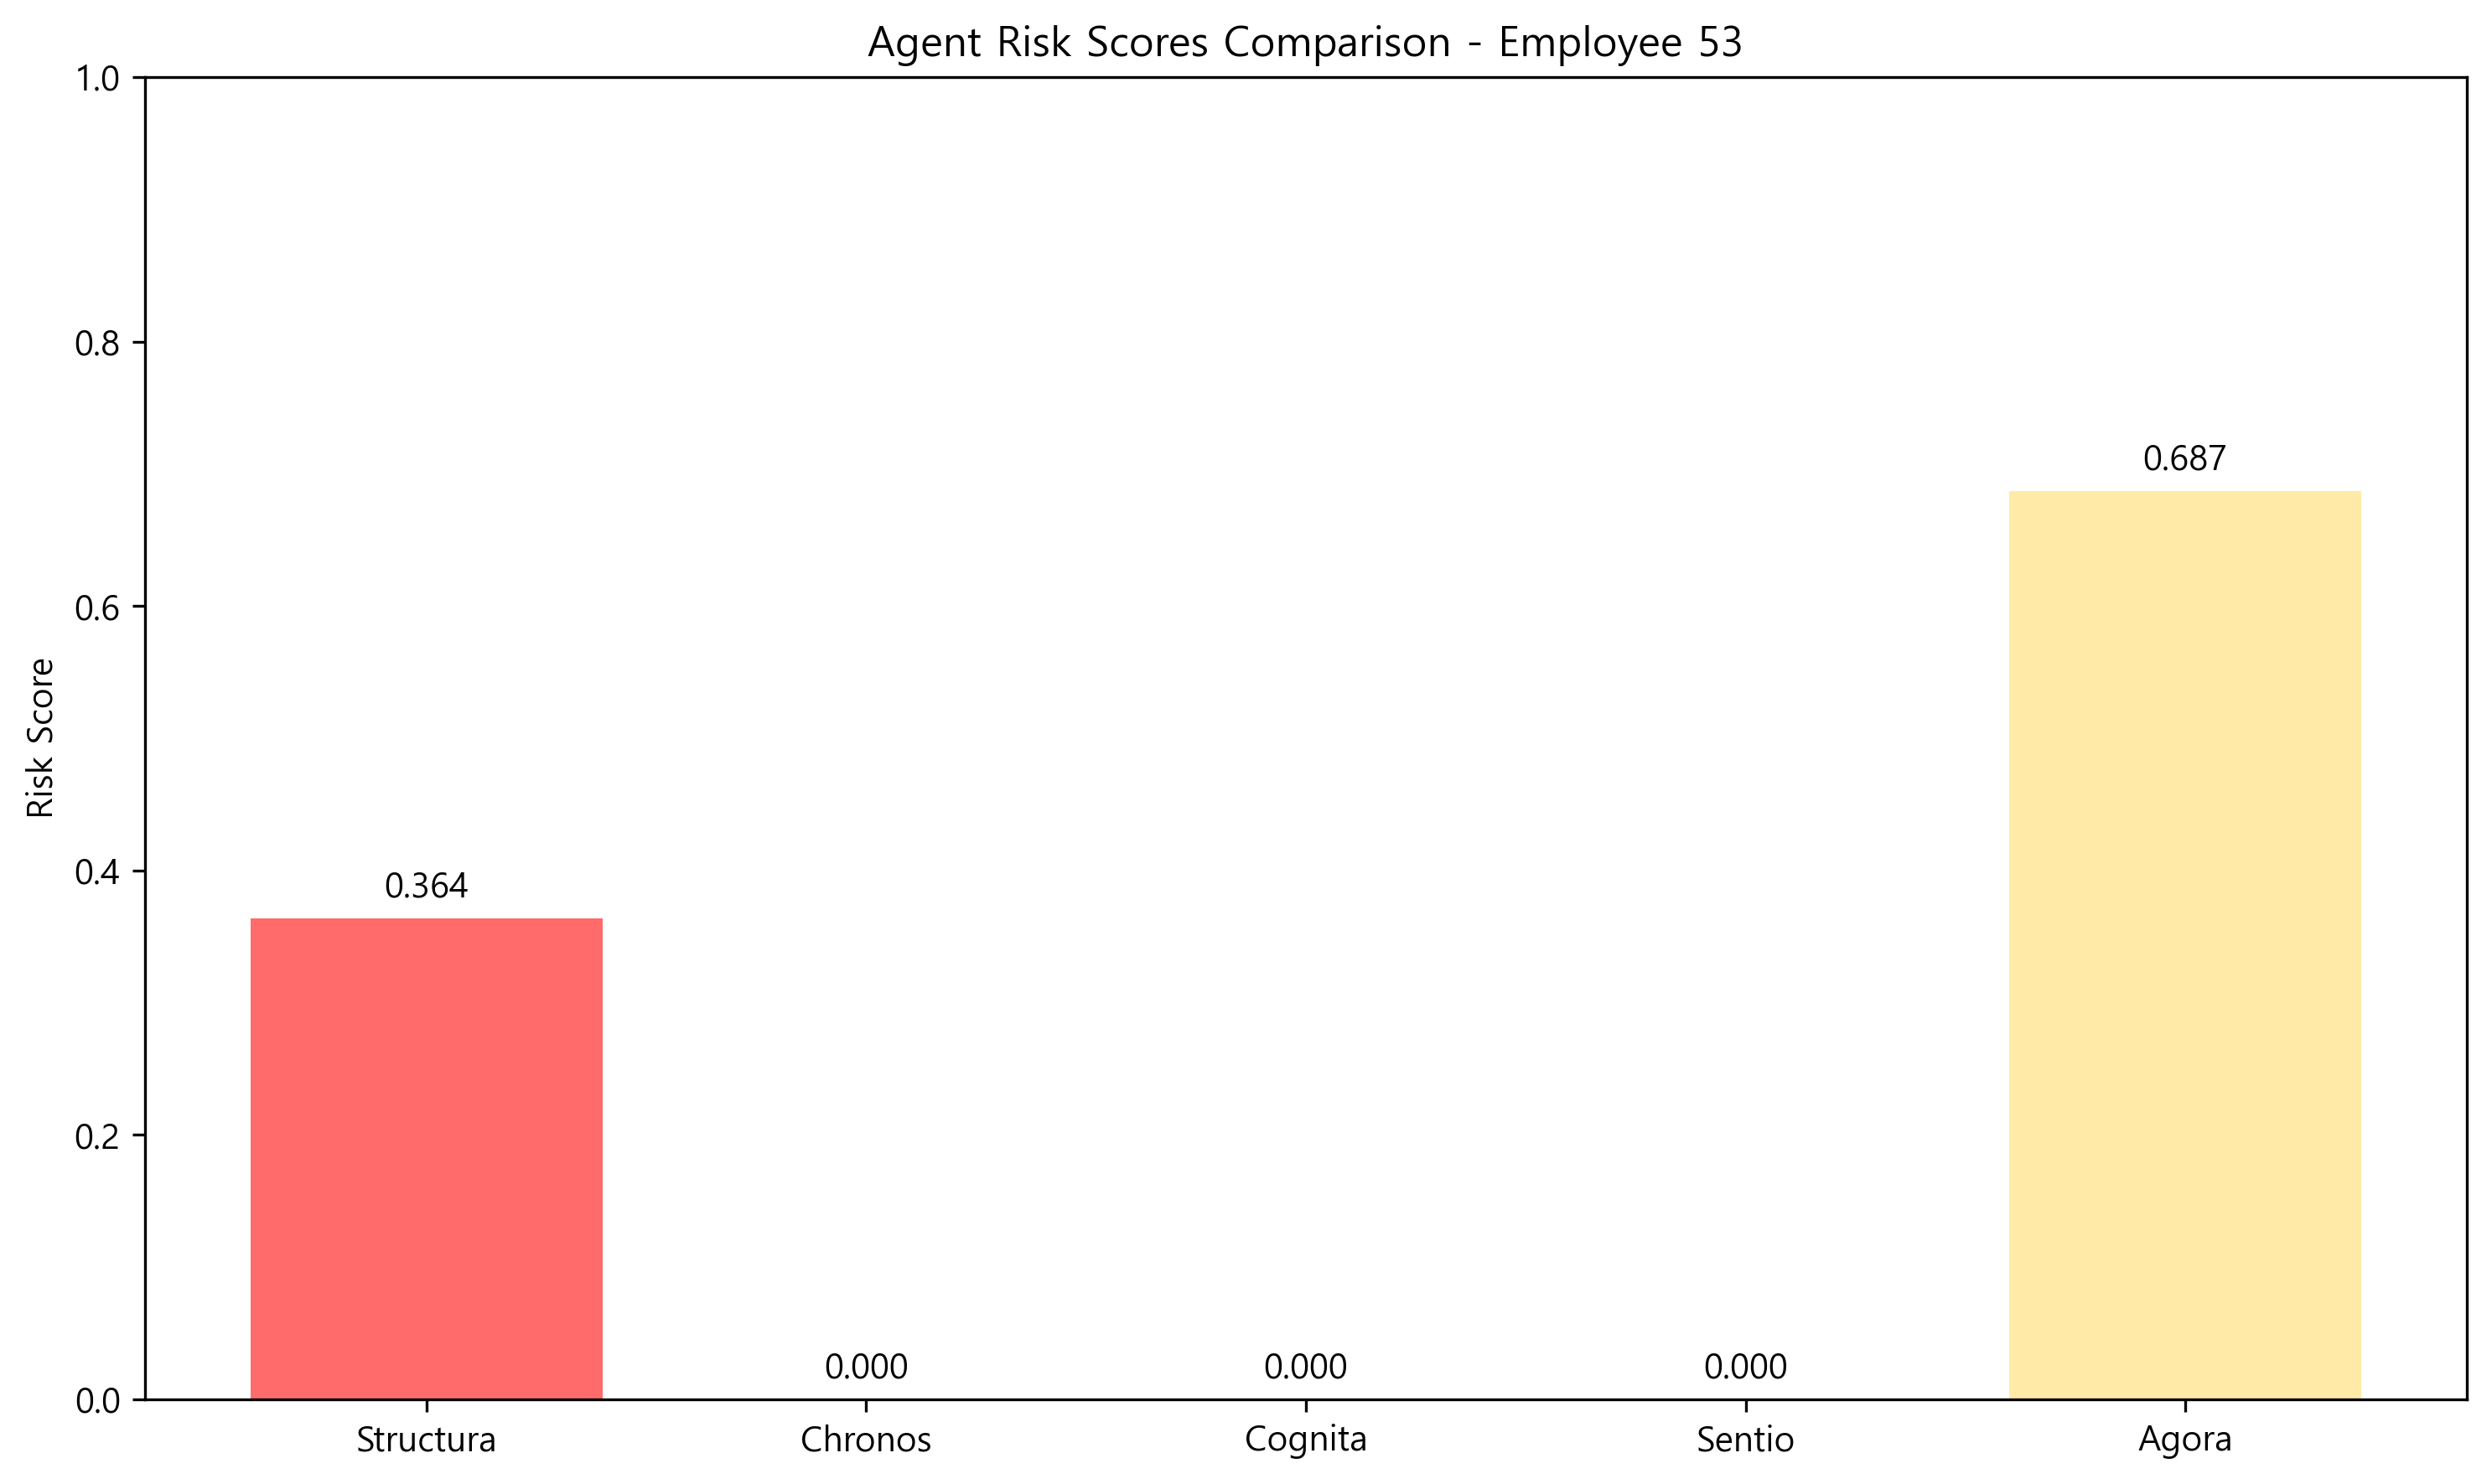 Agent Risk Scores Comparison - Employee 53
1.0
0.8
0.6
0.4
0.2
0.0
Risk Score
0.364
0.000
0.000
0.000
0.687
Structura
Chronos
Cognita
Sentio
Agora